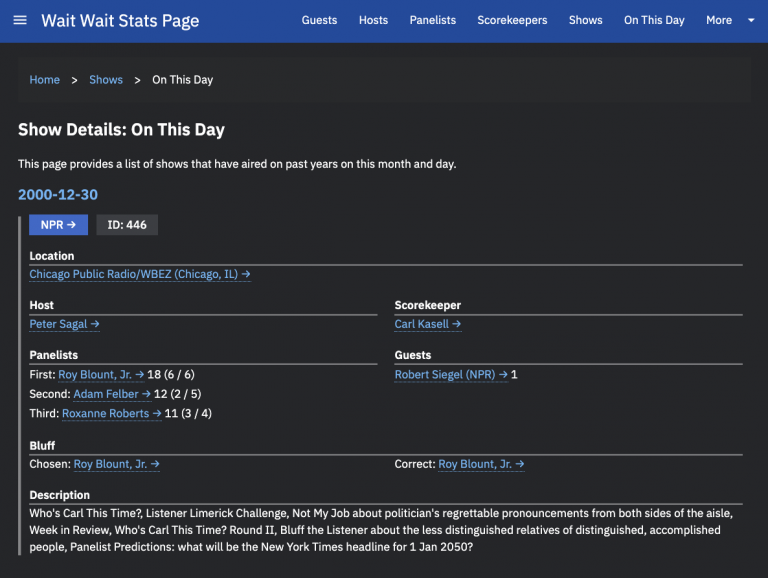 Wait Wait Stats Page
Guests Hosts Panelists Scorekeepers Shows On This Day More
Home > Shows > On This Day
Show Details: On This Day
This page provides a list of shows that have aired on past years on this month and day.
2000-12-30
NPR → ID: 446
Location
Chicago Public Radio/WBEZ (Chicago, IL) →
Host
Peter Sagal →
Scorekeeper
Carl Kasell →
Panelists
First: Roy Blount, Jr. → 18 (6 / 6)
Second: Adam Felber → 12 (2 / 5)
Third: Roxanne Roberts → 11 (3 / 4)
Guests
Robert Siegel (NPR) → 1
Bluff
Chosen: Roy Blount, Jr. →
Correct: Roy Blount, Jr. →
Description
Who's Carl This Time?, Listener Limerick Challenge, Not My Job about politician's regrettable pronouncements from both sides of the aisle,
Week in Review, Who's Carl This Time? Round II, Bluff the Listener about the less distinguished relatives of distinguished, accomplished
people, Panelist Predictions: what will be the New York Times headline for 1 Jan 2050?